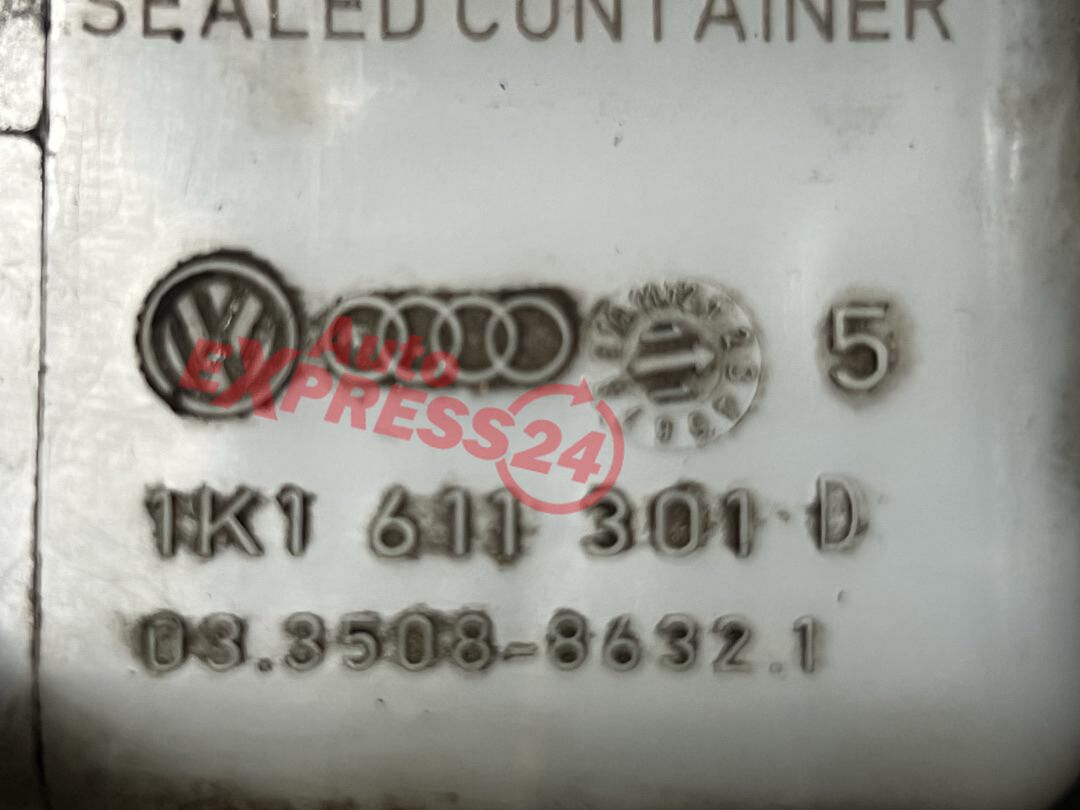 SEALED CONTAINER
5
Auto
EXPRESS24
1K1 611 301 D
03.3508-8632.1